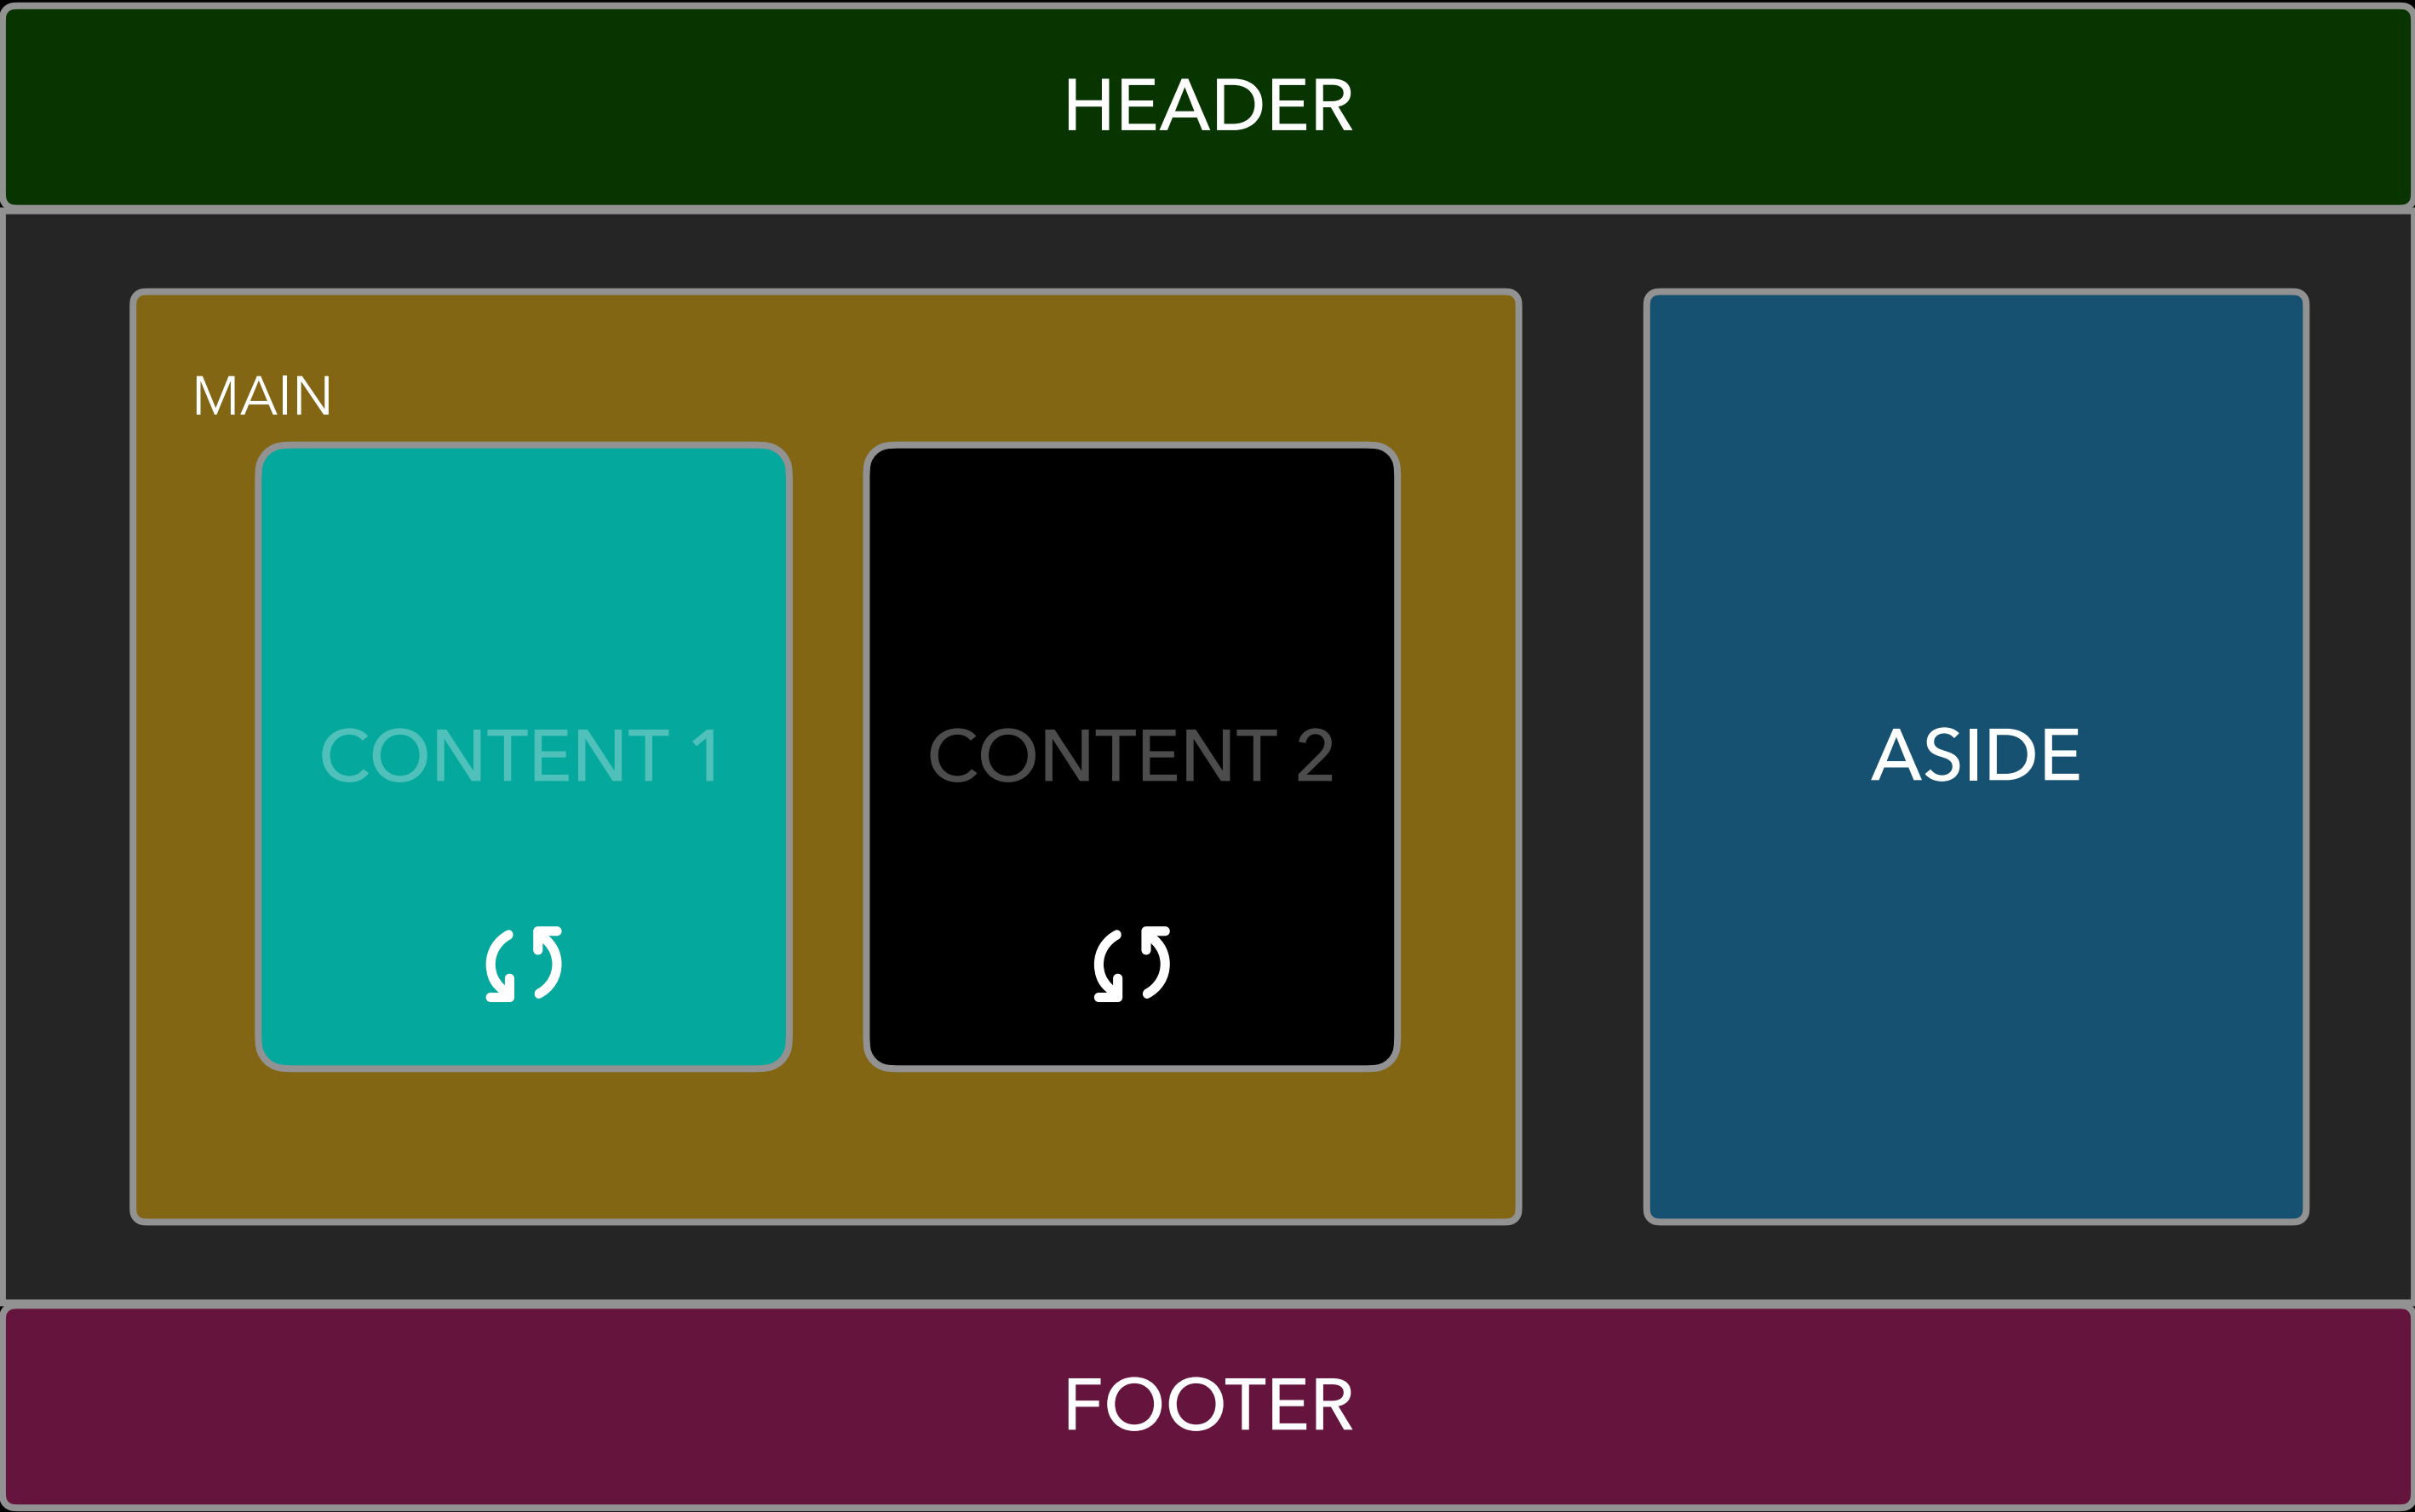 HEADER
MAIN
CONTENT 1
CONTENT 2
ASIDE
FOOTER